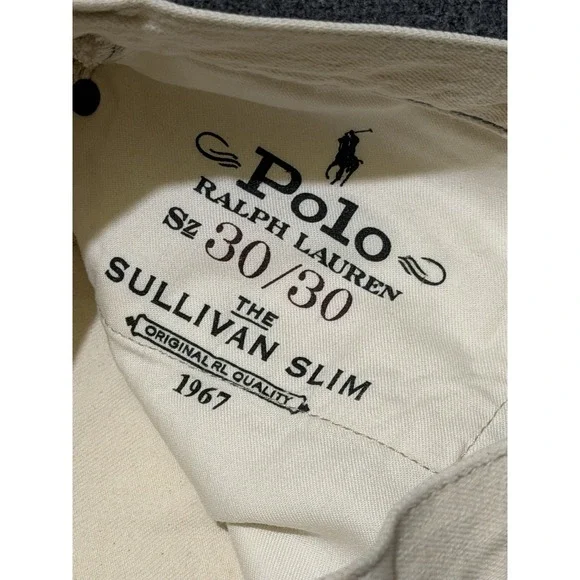 Polo
RALPH LAUREN
Sz 30/30
THE
SULLIVAN SLIM
ORIGINAL RL QUALITY
1967